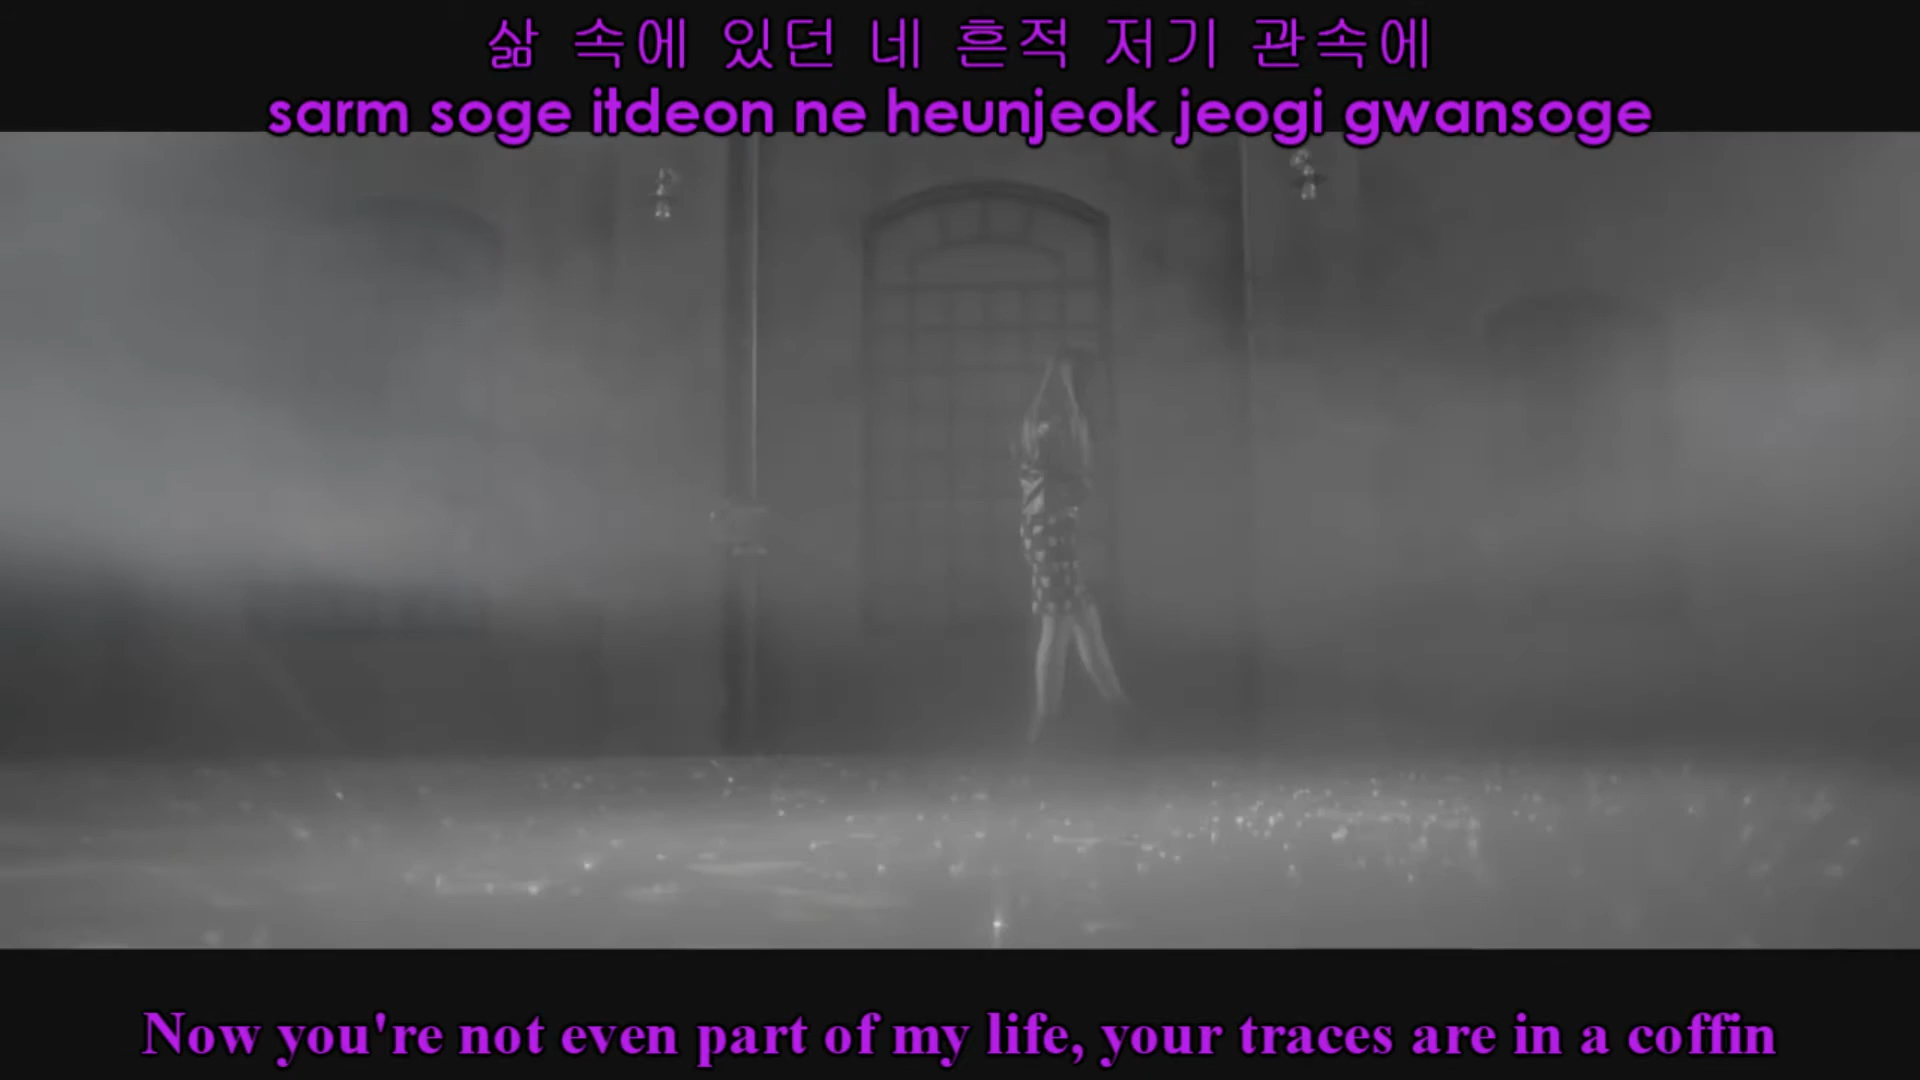 삶 속에 있던 네 흔적 저기 관속에
sarm soge itdeon ne heunjeok jeogi gwansoge
Now you're not even part of my life, your traces are in a coffin